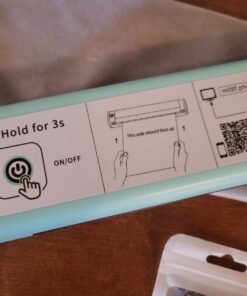 Hold for 3s
ON/OFF
This side should face up